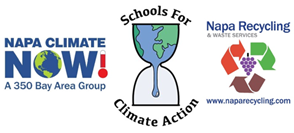 NAPA CLIMATE
NOW!
A 350 Bay Area Group
Schools For
Climate Action
Napa Recycling
& WASTE SERVICES
www.naparecycling.com